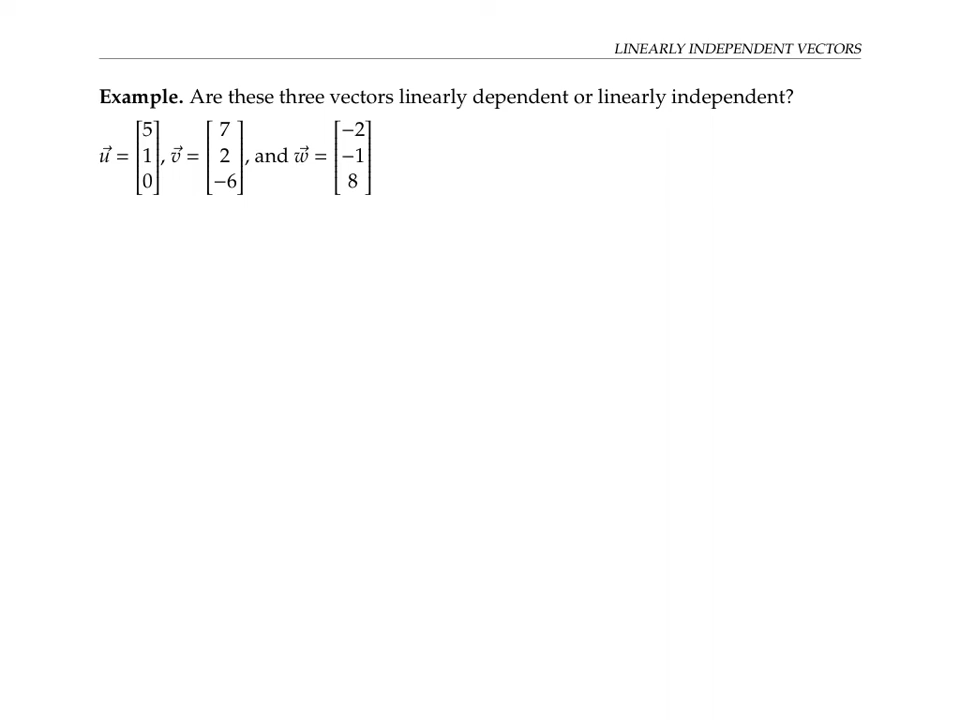 LINEARLY INDEPENDENT VECTORS
Example. Are these three vectors linearly dependent or linearly independent?
u⃗ = [5 1 0], v⃗ = [7 2 −6], and w⃗ = [−2 −1 8]